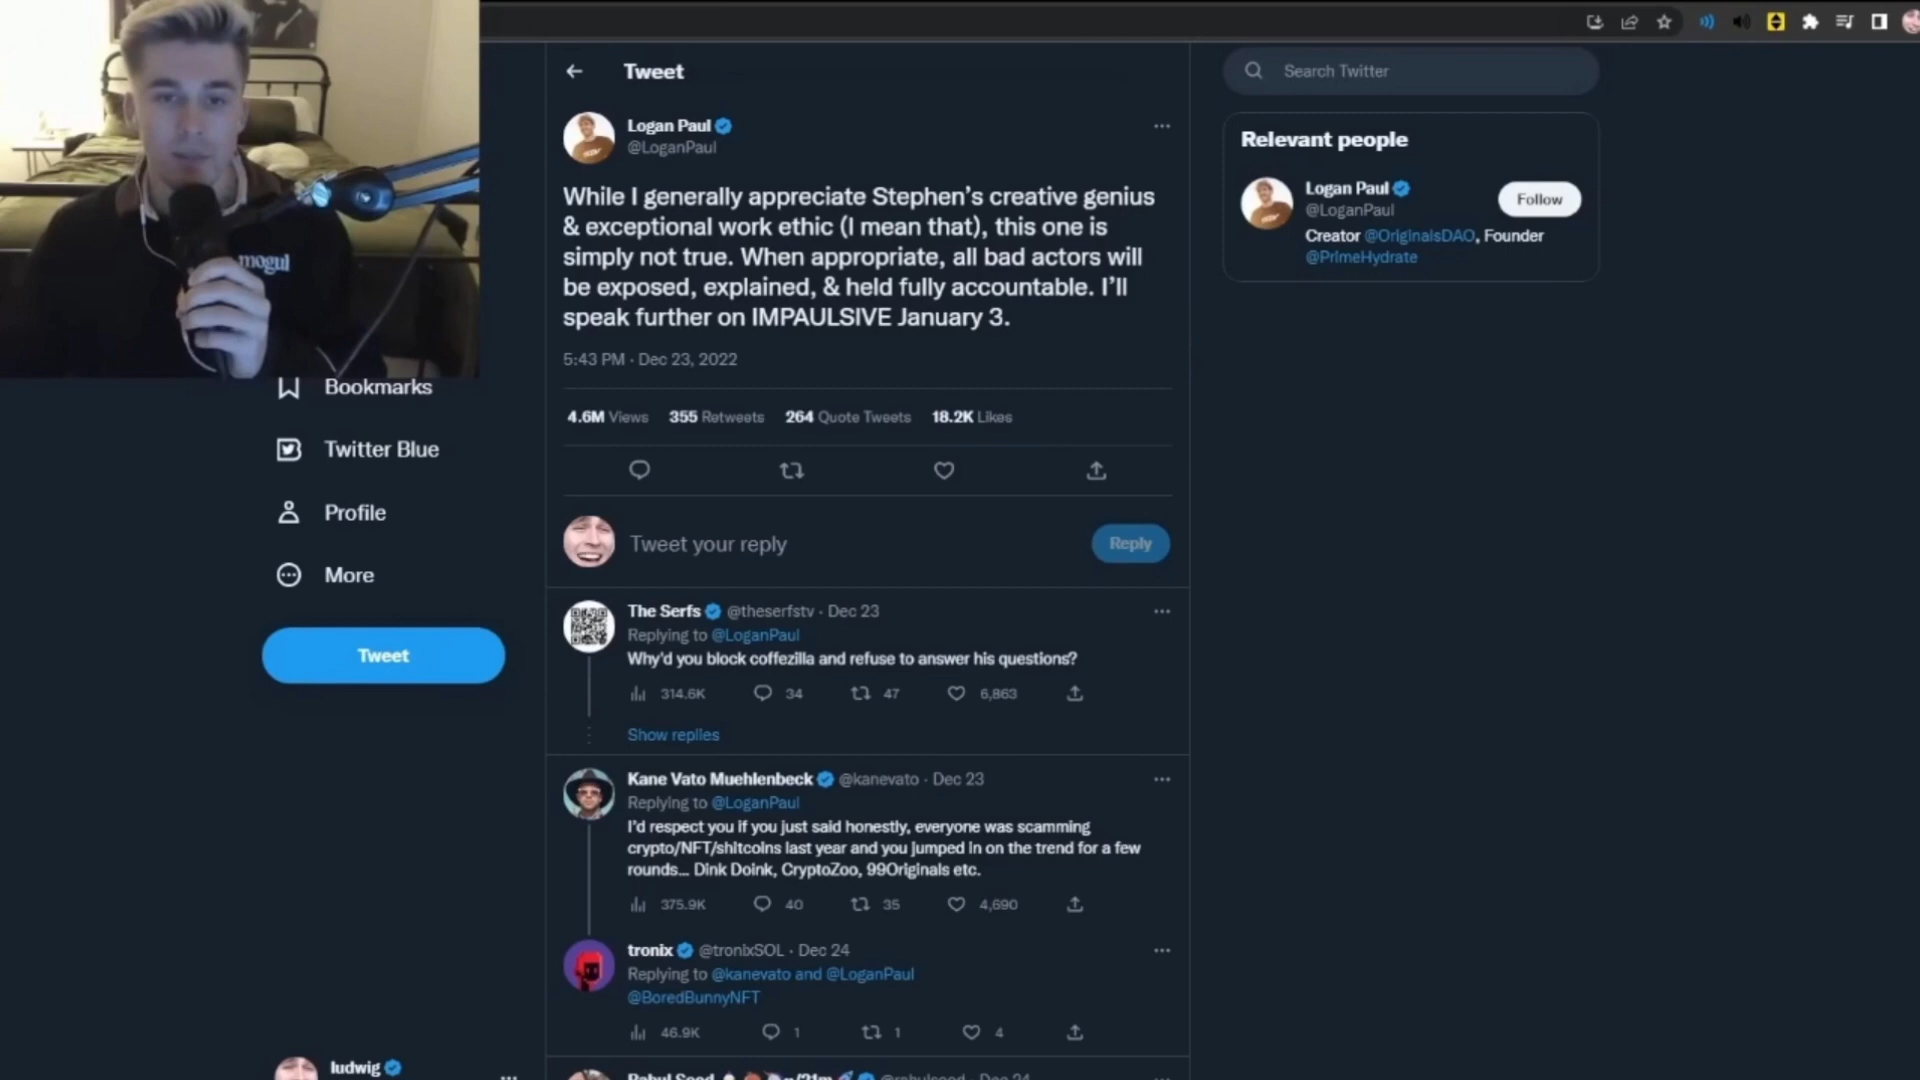 Tweet
Search Twitter
Logan Paul
@LoganPaul
While I generally appreciate Stephen's creative genius
& exceptional work ethic (I mean that), this one is
simply not true. When appropriate, all bad actors will
be exposed, explained, & held fully accountable. I'll
speak further on IMPAULSIVE January 3.
5:43 PM · Dec 23, 2022
4.6M Views 355 Retweets 264 Quote Tweets 18.2K Likes
Tweet your reply
Reply
The Serfs @theserfstv · Dec 23
Replying to @LoganPaul
Why'd you block coffezilla and refuse to answer his questions?
314.6K 34 47 6,863
Show replies
Kane Vato Muehlenbeck @kanevato · Dec 23
Replying to @LoganPaul
I'd respect you if you just said honestly, everyone was scamming
crypto/NFT/shitcoins last year and you jumped in on the trend for a few
rounds... Dink Doink, CryptoZoo, 99Originals etc.
375.9K 40 35 4,690
tronix @tronixSOL · Dec 24
Replying to @kanevato and @LoganPaul
@BoredBunnyNFT
46.9K 1 1 4
@rahulsood · Dec 24
Relevant people
Logan Paul
@LoganPaul
Follow
Creator @OriginalsDAO, Founder
@PrimeHydrate
mogul
Bookmarks
Twitter Blue
Profile
More
Tweet
ludwig